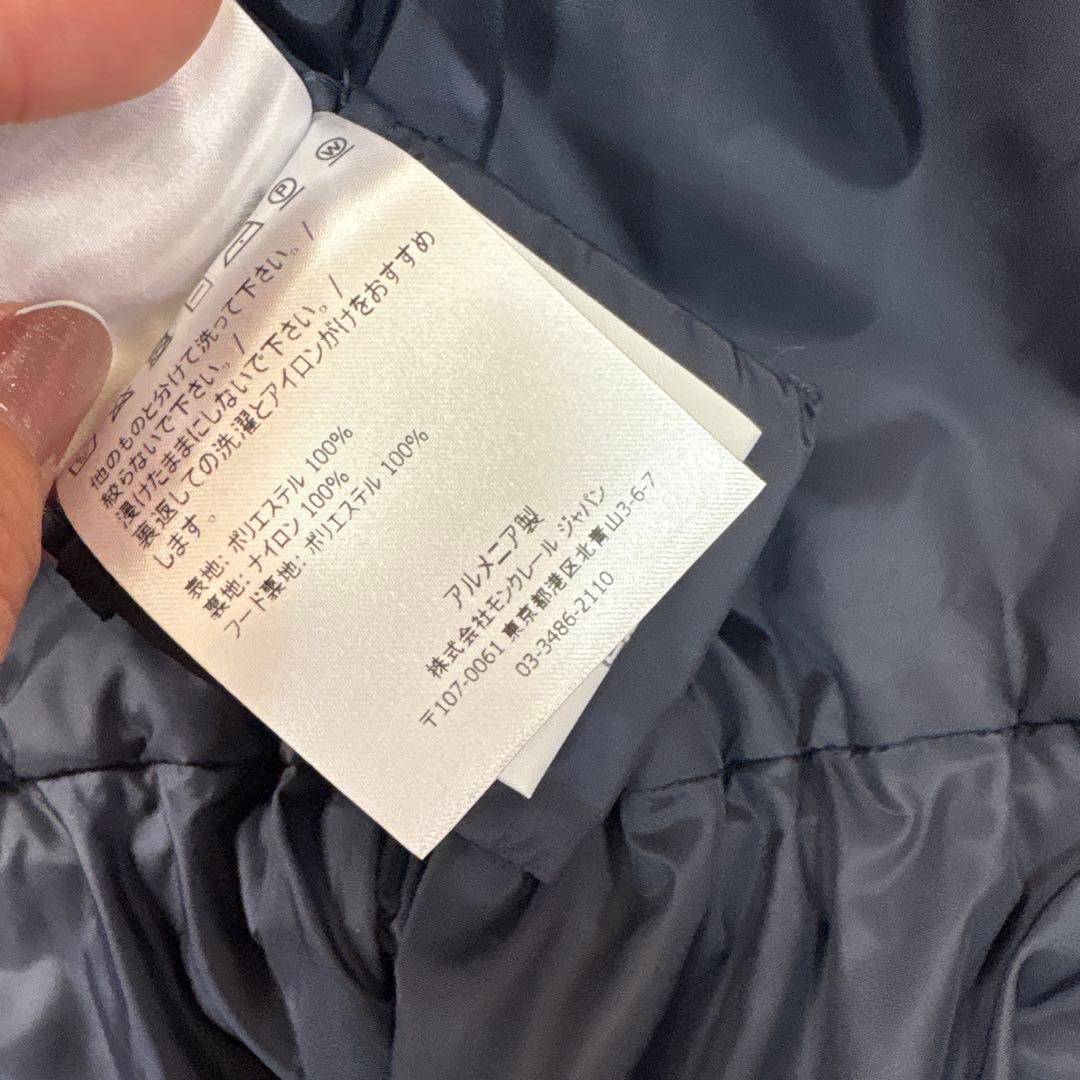 W
P
他のものと分けて洗って下さい。/
絞らないで下さい。/
浸けたままにしないで下さい。/
裏返しての洗濯とアイロンがけをおすすめ
します。
表地: ポリエステル 100%
裏地: ナイロン 100%
フード裏地: ポリエステル 100%
アルメニア製
株式会社モンクレール ジャパン
〒107-0061 東京都港区北青山3-6-7
03-3486-2110